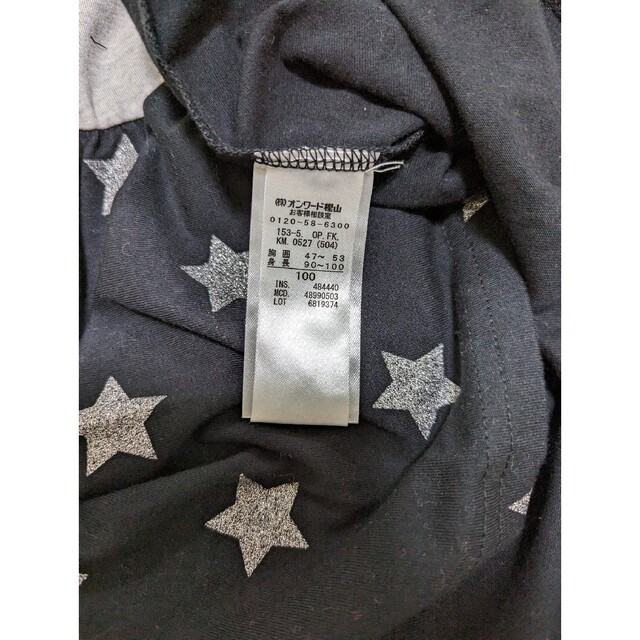 ㈱オンワード樫山
お客様相談室
0120-58-6300
153-5. OP.FK.
KM. 0527 (504)
胸囲 47~ 53
身長 90~100
100
INS. 484440
MCD. 48990503
LOT 6819374